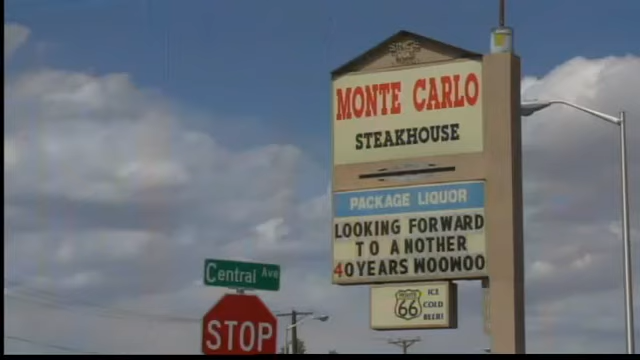 MONTE CARLO
STEAKHOUSE
PACKAGE LIQUOR
LOOKING FORWARD
TO ANOTHER
40YEARS WOOWOO
66
ICE
COLD
BEER!
Central Ave
STOP